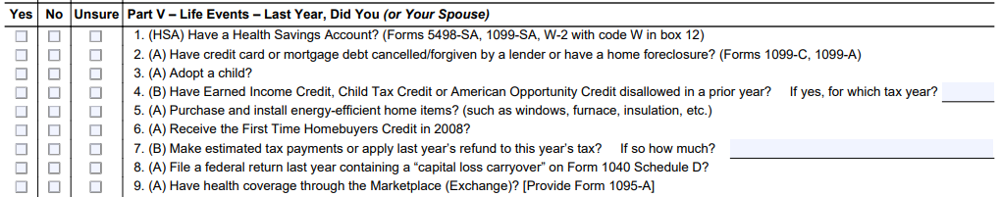 Yes No Unsure Part V – Life Events – Last Year, Did You (or Your Spouse)
1. (HSA) Have a Health Savings Account? (Forms 5498-SA, 1099-SA, W-2 with code W in box 12)
2. (A) Have credit card or mortgage debt cancelled/forgiven by a lender or have a home foreclosure? (Forms 1099-C, 1099-A)
3. (A) Adopt a child?
4. (B) Have Earned Income Credit, Child Tax Credit or American Opportunity Credit disallowed in a prior year? If yes, for which tax year?
5. (A) Purchase and install energy-efficient home items? (such as windows, furnace, insulation, etc.)
6. (A) Receive the First Time Homebuyers Credit in 2008?
7. (B) Make estimated tax payments or apply last year's refund to this year's tax? If so how much?
8. (A) File a federal return last year containing a “capital loss carryover” on Form 1040 Schedule D?
9. (A) Have health coverage through the Marketplace (Exchange)? [Provide Form 1095-A]